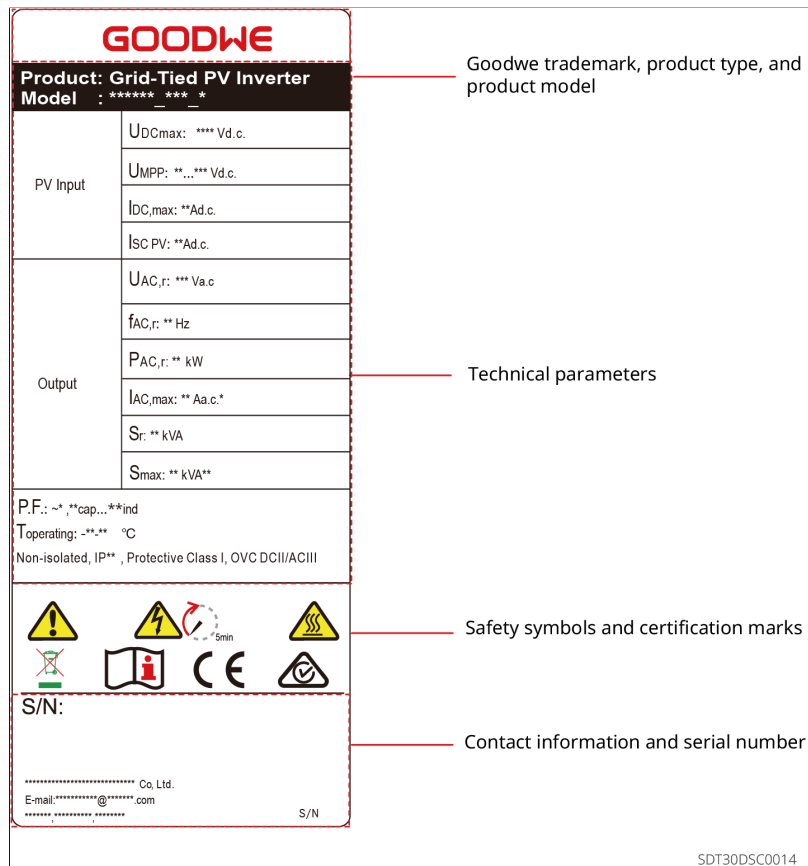 GOODWE
Product: Grid-Tied PV Inverter
Model : ******_***_*
Goodwe trademark, product type, and
product model
PV Input
UDCmax: **** Vd.c.
UMPP: **...*** Vd.c.
IDC,max: **Ad.c.
ISC PV: **Ad.c.
Output
UAC,r: *** Va.c
fAC,r: ** Hz
PAC,r: ** kW
IAC,max: ** Aa.c.*
Sr: ** kVA
Smax: ** kVA**
Technical parameters
P.F.: ~* ,**cap...**ind
Toperating: -**-** °C
Non-isolated, IP** , Protective Class I, OVC DCII/ACIII
5min
CE
Safety symbols and certification marks
S/N:
Contact information and serial number
**************************** Co, Ltd.
E-mail:***********@*******.com
*******,**********,********
S/N
SDT30DSC0014